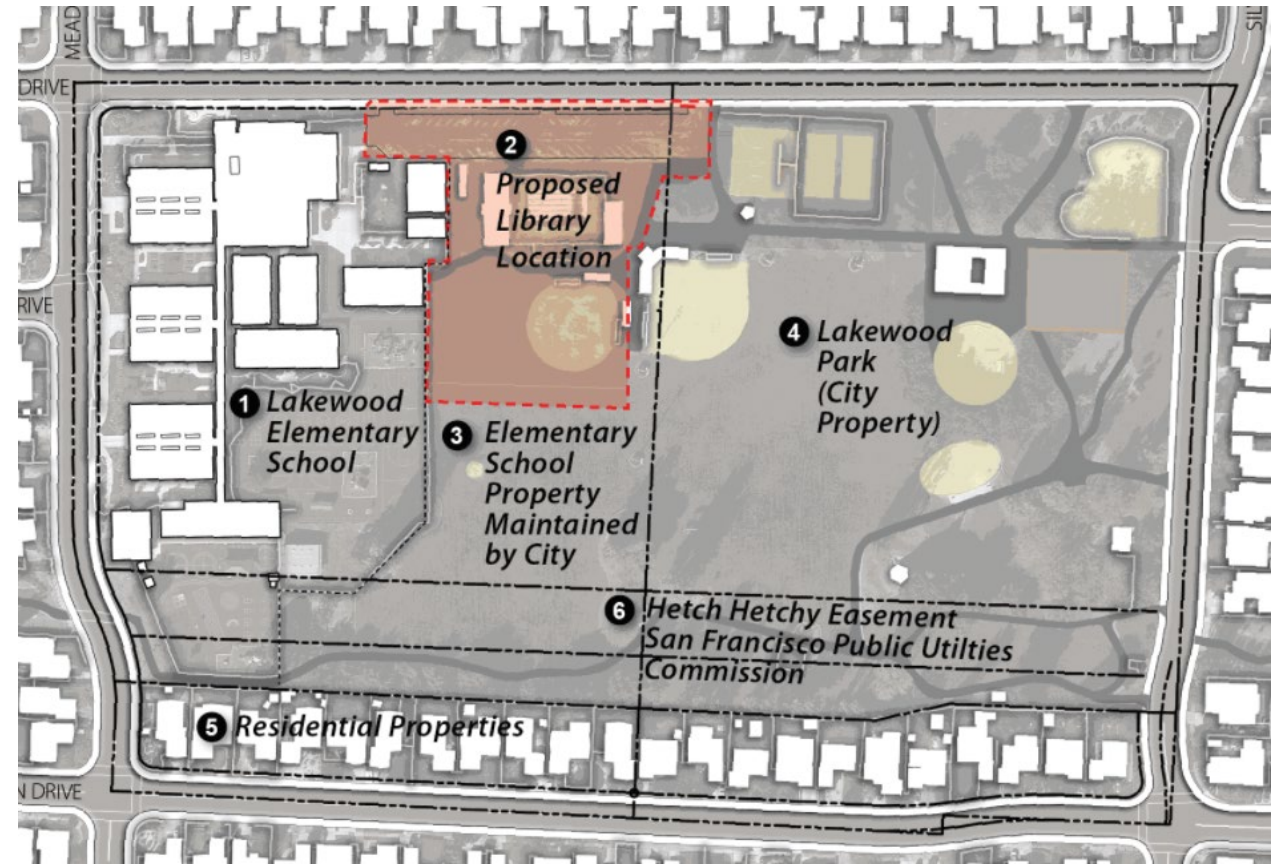 MEAD
SIL
DRIVE
2
Proposed
Library
Location
RIVE
4 Lakewood
Park
(City
Property)
1 Lakewood
Elementary
School
3 Elementary
School
Property
Maintained
by City
6 Hetch Hetchy Easement
San Francisco Public Utilties
Commission
5 Residential Properties
N DRIVE